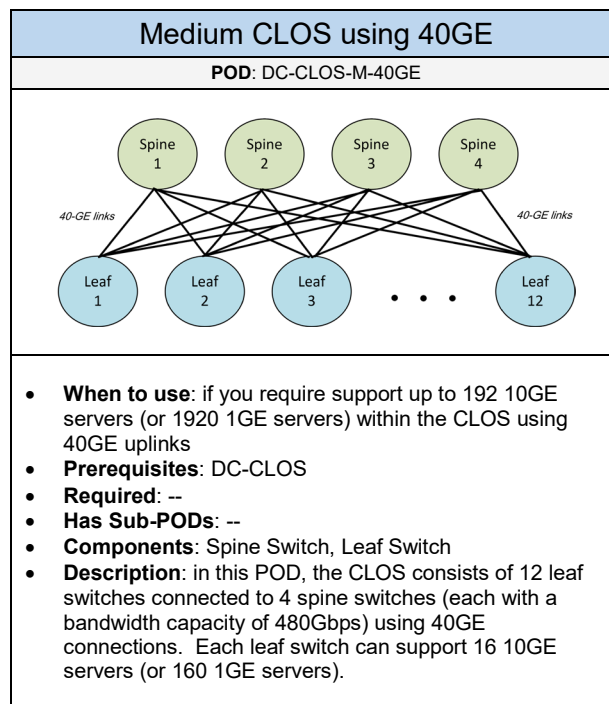 Medium CLOS using 40GE
POD: DC-CLOS-M-40GE
Spine 1
Spine 2
Spine 3
Spine 4
40-GE links
40-GE links
Leaf 1
Leaf 2
Leaf 3
• • •
Leaf 12
• When to use: if you require support up to 192 10GE
servers (or 1920 1GE servers) within the CLOS using
40GE uplinks
• Prerequisites: DC-CLOS
• Required: --
• Has Sub-PODs: --
• Components: Spine Switch, Leaf Switch
• Description: in this POD, the CLOS consists of 12 leaf
switches connected to 4 spine switches (each with a
bandwidth capacity of 480Gbps) using 40GE
connections.  Each leaf switch can support 16 10GE
servers (or 160 1GE servers).